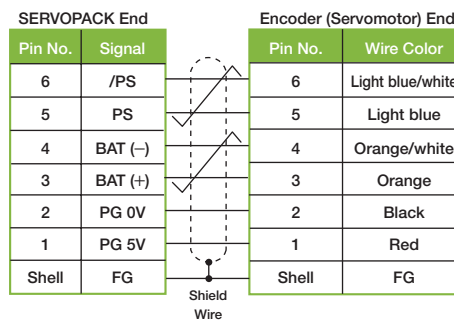 SERVOPACK End Encoder (Servomotor) End
Pin No. Signal Pin No. Wire Color
6 /PS 6 Light blue/white
5 PS 5 Light blue
4 BAT (−) 4 Orange/white
3 BAT (+) 3 Orange
2 PG 0V 2 Black
1 PG 5V 1 Red
Shell FG Shell FG
Shield
Wire